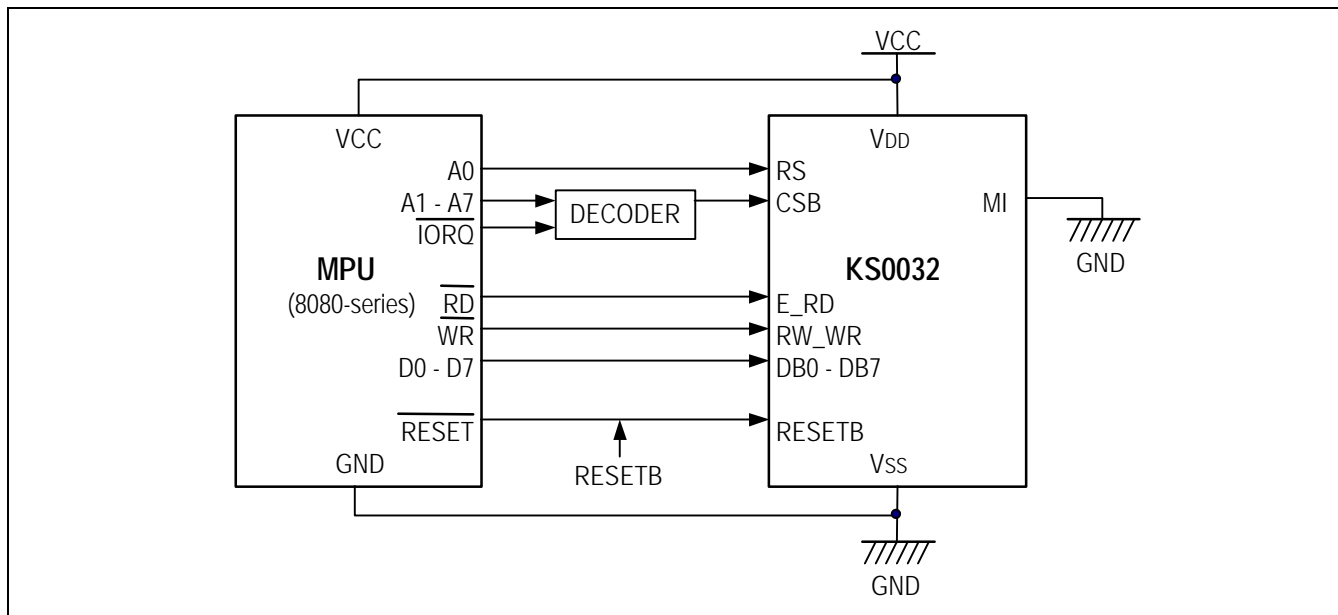 VCC
VCC
VDD
A0
RS
A1 - A7
DECODER
CSB
MI
IORQ
GND
MPU
KS0032
(8080-series)
RD
E_RD
WR
RW_WR
D0 - D7
DB0 - DB7
RESET
RESETB
GND
RESETB
VSS
GND